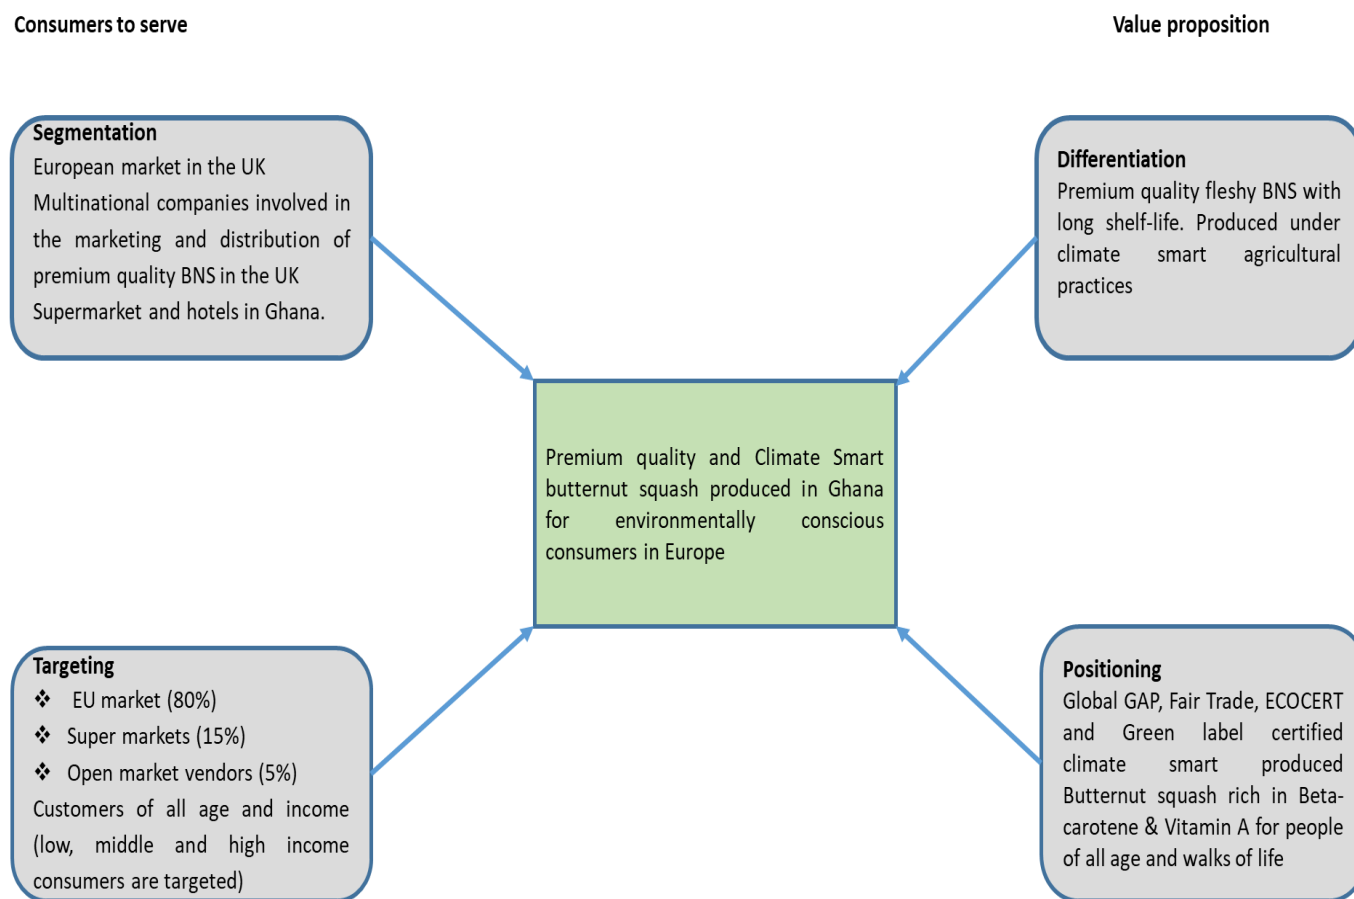 Consumers to serve
Value proposition
Segmentation
European market in the UK
Multinational companies involved in
the marketing and distribution of
premium quality BNS in the UK
Supermarket and hotels in Ghana.
Differentiation
Premium quality fleshy BNS with
long shelf-life. Produced under
climate smart agricultural
practices
Premium quality and Climate Smart
butternut squash produced in Ghana
for environmentally conscious
consumers in Europe
Targeting
❖ EU market (80%)
❖ Super markets (15%)
❖ Open market vendors (5%)
Customers of all age and income
(low, middle and high income
consumers are targeted)
Positioning
Global GAP, Fair Trade, ECOCERT
and Green label certified
climate smart produced
Butternut squash rich in Beta-
carotene & Vitamin A for people
of all age and walks of life